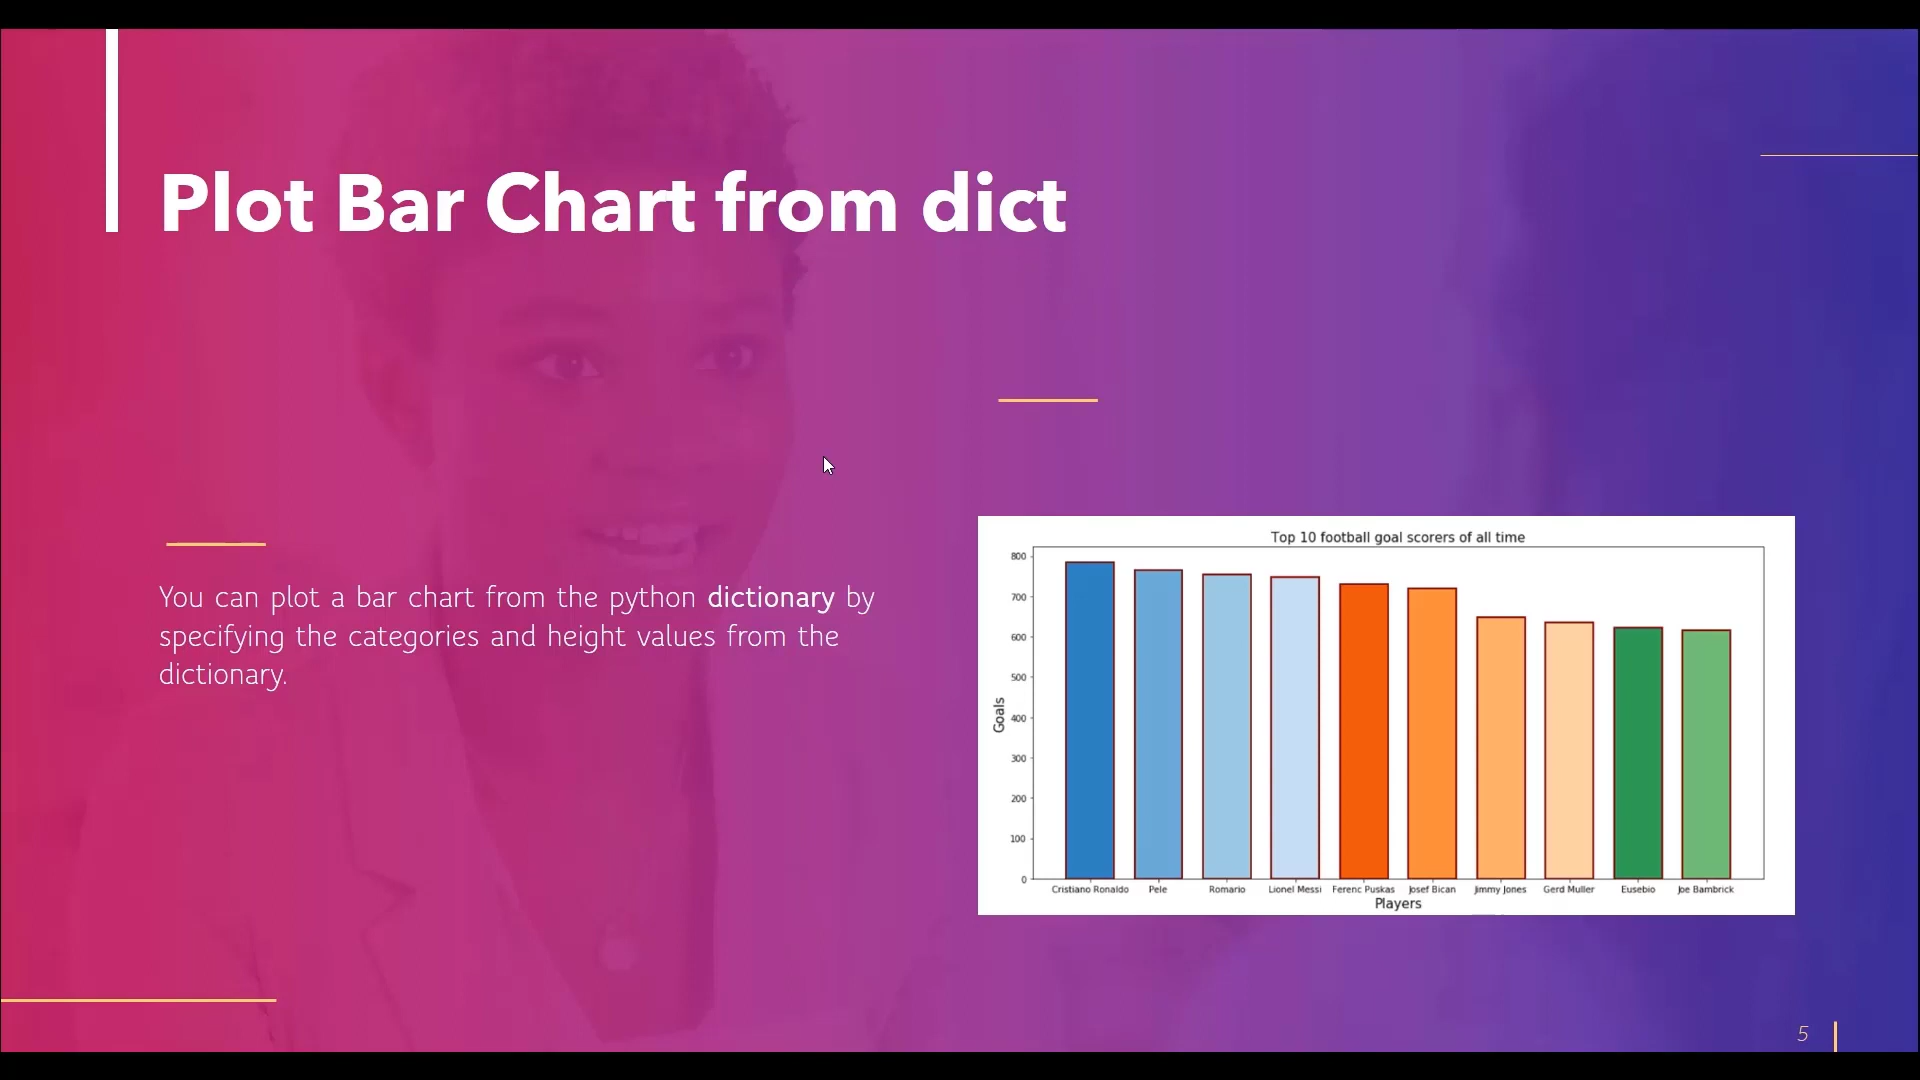 Plot Bar Chart from dict
You can plot a bar chart from the python dictionary by
specifying the categories and height values from the
dictionary.
Top 10 football goal scorers of all time
800
700
600
500
400
300
200
100
0
Goals
Cristiano Ronaldo Pele Romario Lionel Messi Ferenc Puskas Josef Bican Jimmy Jones Gerd Muller Eusebio Joe Bambrick
Players
5